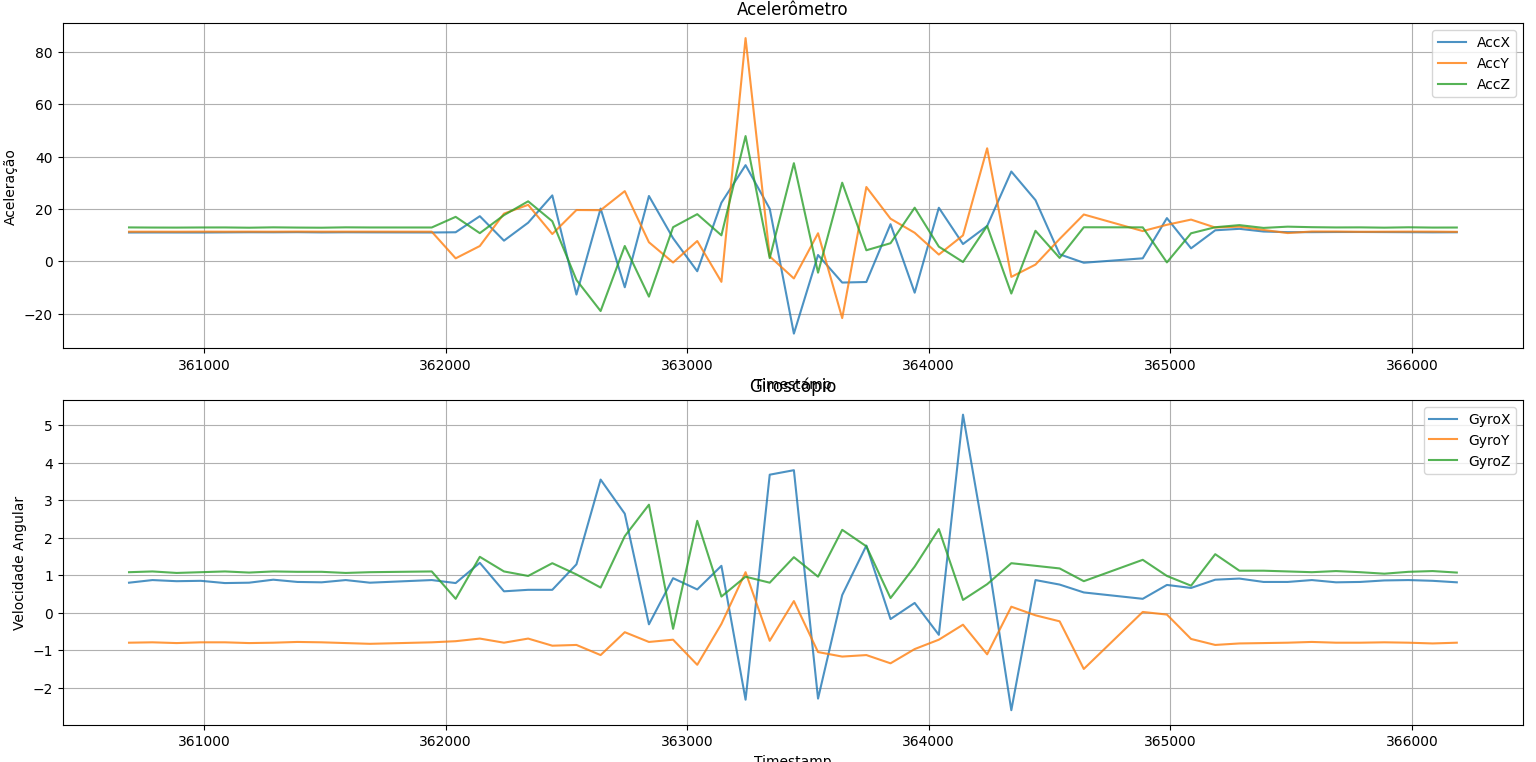 Acelerômetro
80
60
40
20
0
−20
Aceleração
AccX
AccY
AccZ
361000 362000 363000 364000 365000 366000
Timestamp
Giroscópio
5
4
3
2
1
0
−1
−2
Velocidade Angular
GyroX
GyroY
GyroZ
361000 362000 363000 364000 365000 366000
Timestamp